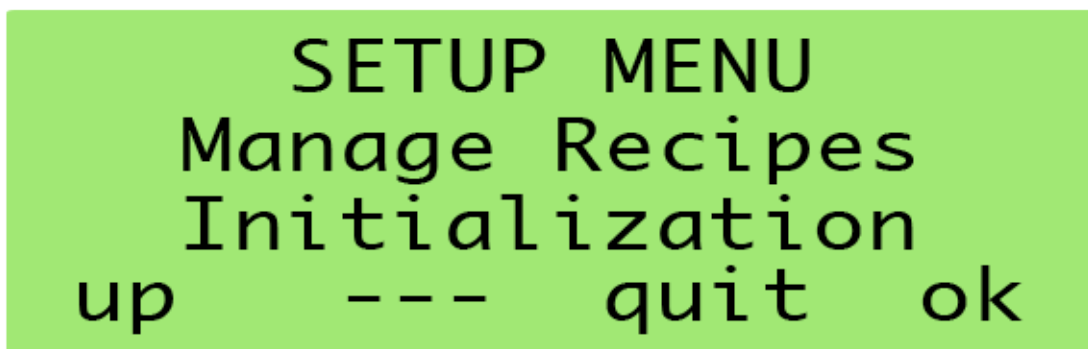 SETUP MENU
Manage Recipes
Initialization
up --- quit ok